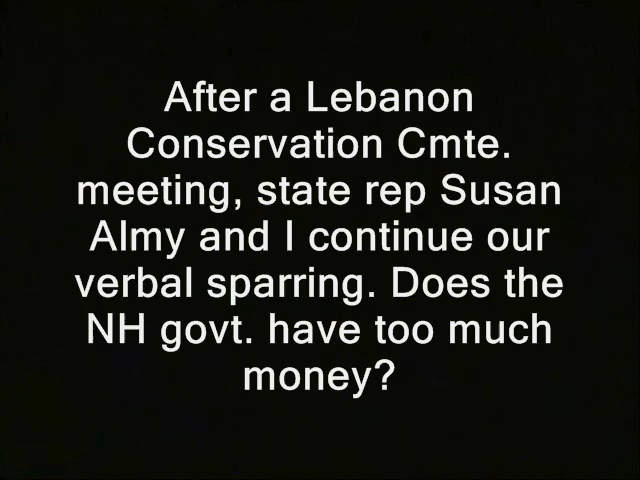 After a Lebanon
Conservation Cmte.
meeting, state rep Susan
Almy and I continue our
verbal sparring. Does the
NH govt. have too much
money?